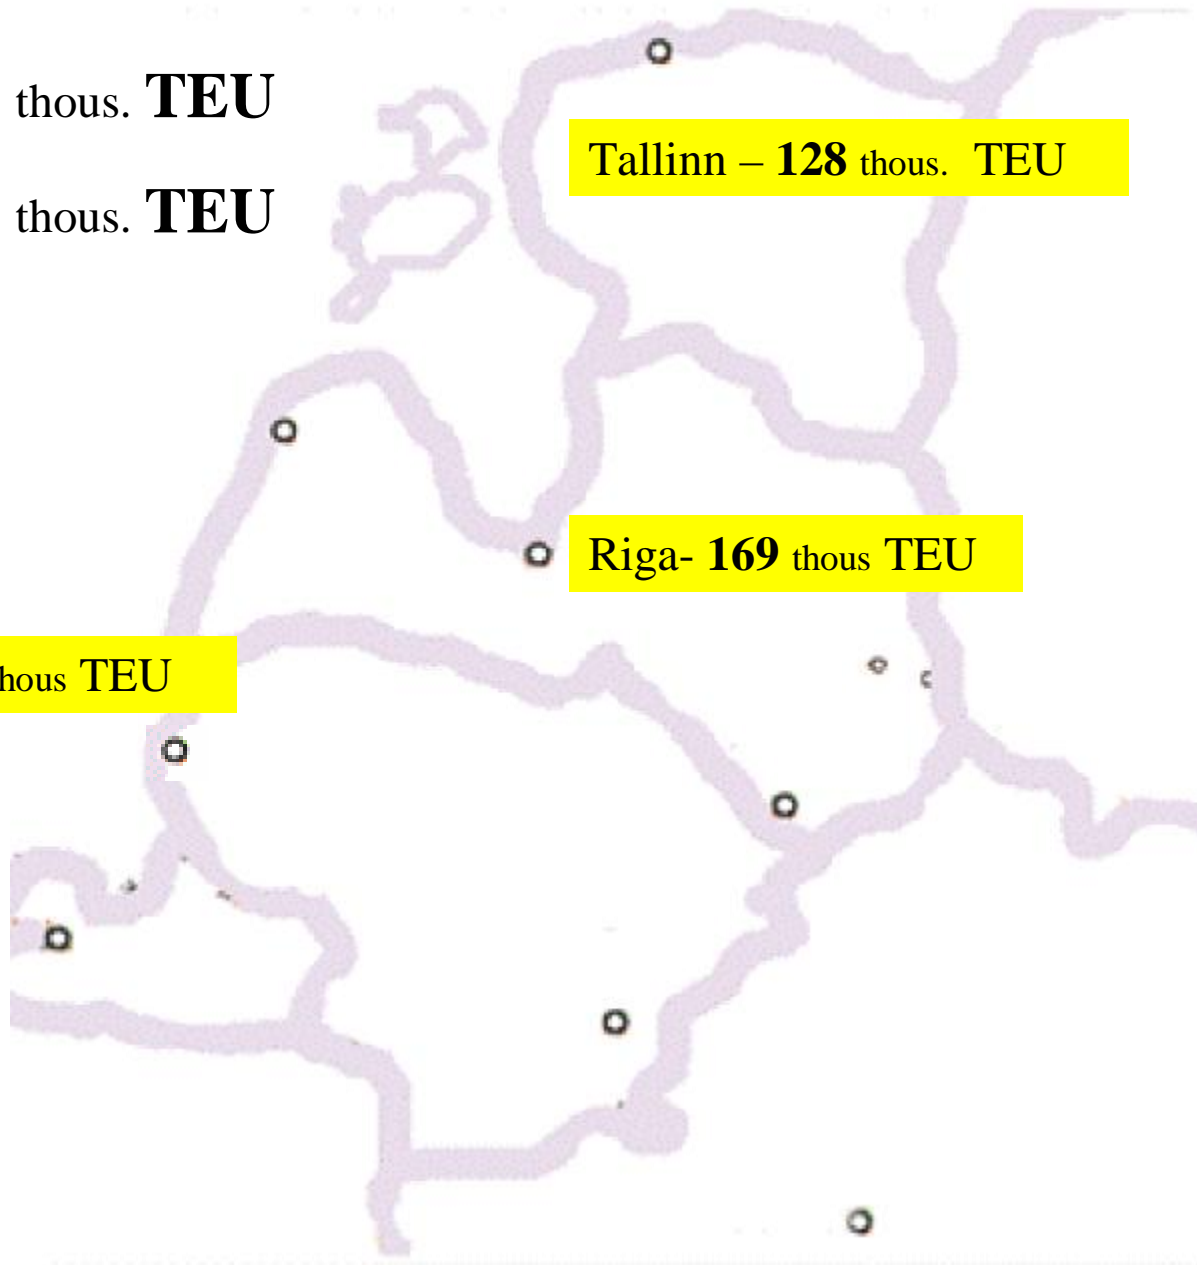 thous. TEU
Tallinn – 128 thous. TEU
thous. TEU
Riga- 169 thous TEU
hous TEU